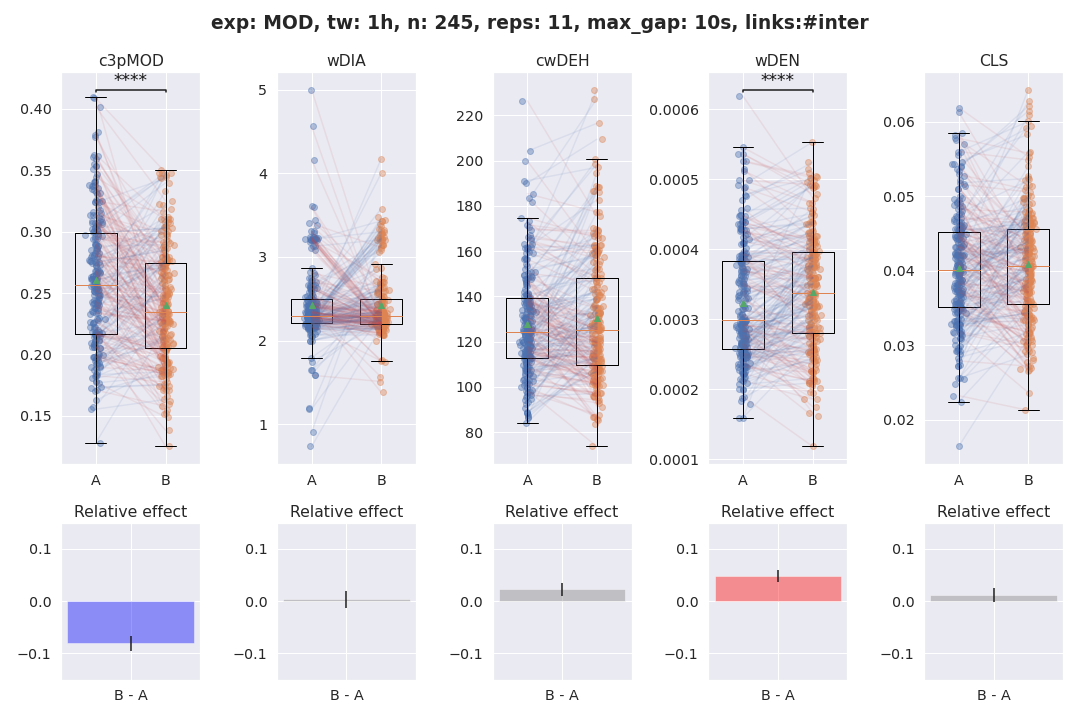 exp: MOD, tw: 1h, n: 245, reps: 11, max_gap: 10s, links:#inter
c3pMOD
wDIA
cwDEH
wDEN
CLS
****
****
0.40
0.35
0.30
0.25
0.20
0.15
A B
5
4
3
2
1
A B
220
200
180
160
140
120
100
80
A B
0.0006
0.0005
0.0004
0.0003
0.0002
0.0001
A B
0.06
0.05
0.04
0.03
0.02
A B
Relative effect
0.1
0.0
−0.1
B - A
Relative effect
0.1
0.0
−0.1
B - A
Relative effect
0.1
0.0
−0.1
B - A
Relative effect
0.1
0.0
−0.1
B - A
Relative effect
0.1
0.0
−0.1
B - A